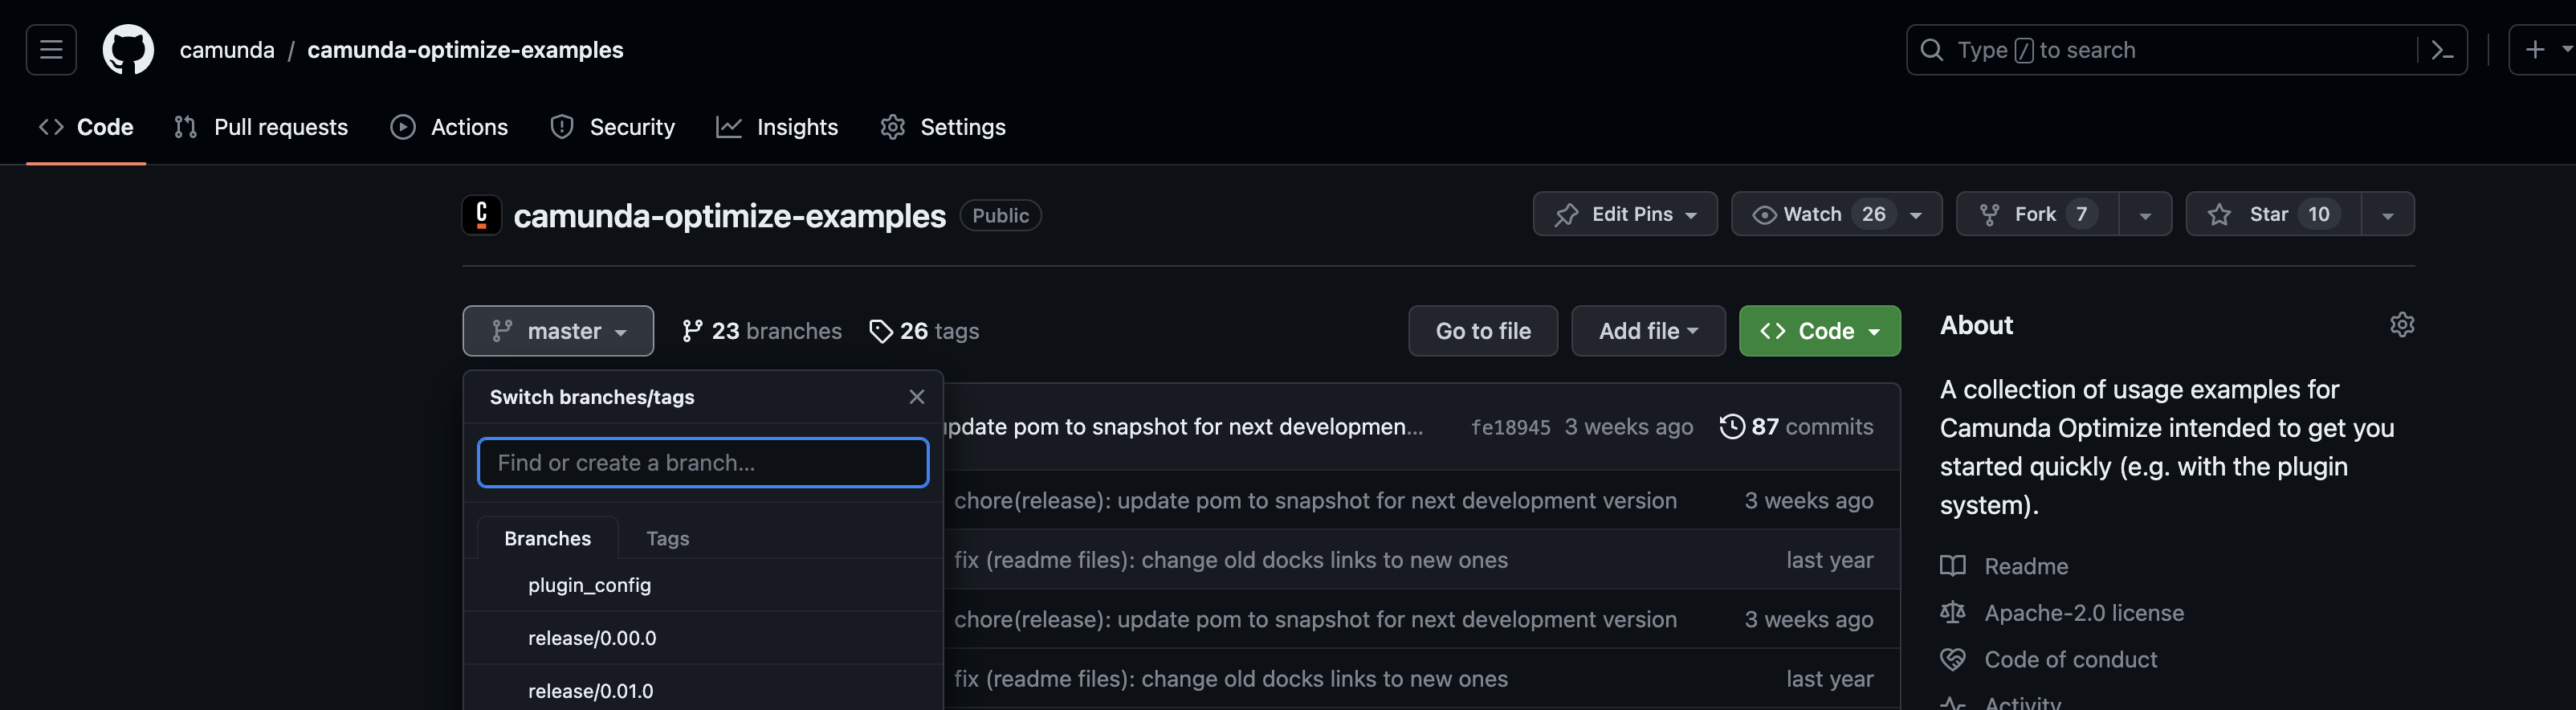 camunda / camunda-optimize-examples
Type / to search
Code Pull requests Actions Security Insights Settings
camunda-optimize-examples Public
Edit Pins Watch 26 Fork 7 Star 10
master 23 branches 26 tags Go to file Add file Code
Switch branches/tags
Find or create a branch...
Branches Tags
plugin_config
release/0.00.0
release/0.01.0
update pom to snapshot for next developmen... fe18945 3 weeks ago 87 commits
chore(release): update pom to snapshot for next development version 3 weeks ago
fix (readme files): change old docks links to new ones last year
chore(release): update pom to snapshot for next development version 3 weeks ago
fix (readme files): change old docks links to new ones last year
About
A collection of usage examples for
Camunda Optimize intended to get you
started quickly (e.g. with the plugin
system).
Readme
Apache-2.0 license
Code of conduct
Activity